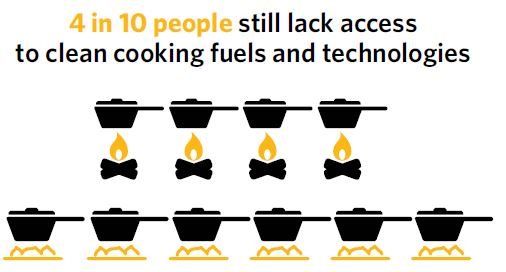 4 in 10 people still lack access
to clean cooking fuels and technologies